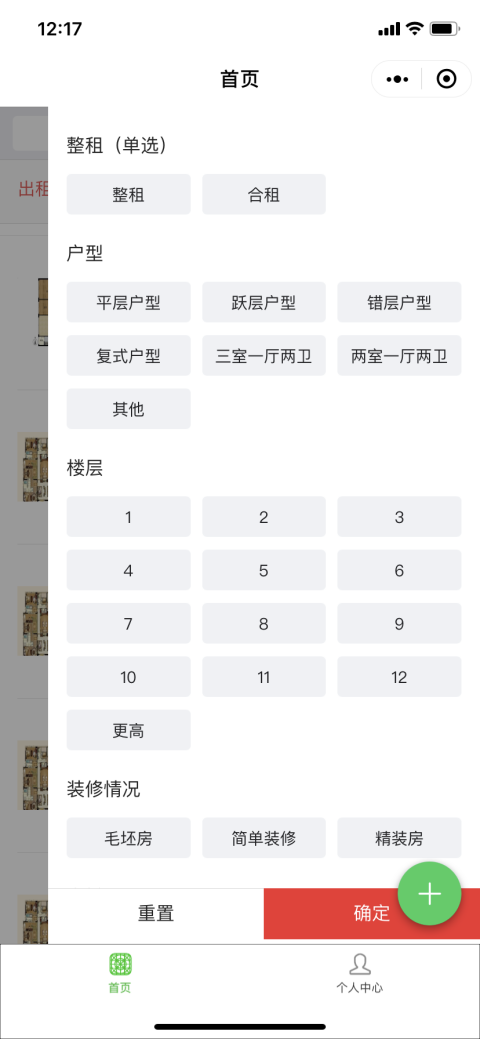 12:17
首页
出租
整租（单选）
整租 合租
户型
平层户型 跃层户型 错层户型
复式户型 三室一厅两卫 两室一厅两卫
其他
楼层
1 2 3
4 5 6
7 8 9
10 11 12
更高
装修情况
毛坯房 简单装修 精装房
重置 确定
首页 个人中心